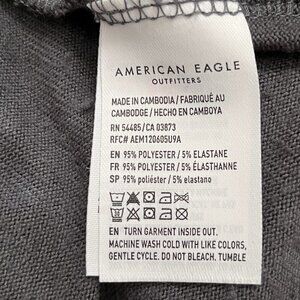 AMERICAN EAGLE
OUTFITTERS
MADE IN CAMBODIA / FABRIQUÉ AU
CAMBODGE / HECHO EN CAMBOYA
RN 54485/CA 03873
RFC# AEM120605U9A
EN 95% POLYESTER / 5% ELASTANE
FR 95% POLYESTER / 5% ÉLASTHANNE
SP 95% poliéster / 5% elastano
EN TURN GARMENT INSIDE OUT.
MACHINE WASH COLD WITH LIKE COLORS,
GENTLE CYCLE. DO NOT BLEACH. TUMBLE